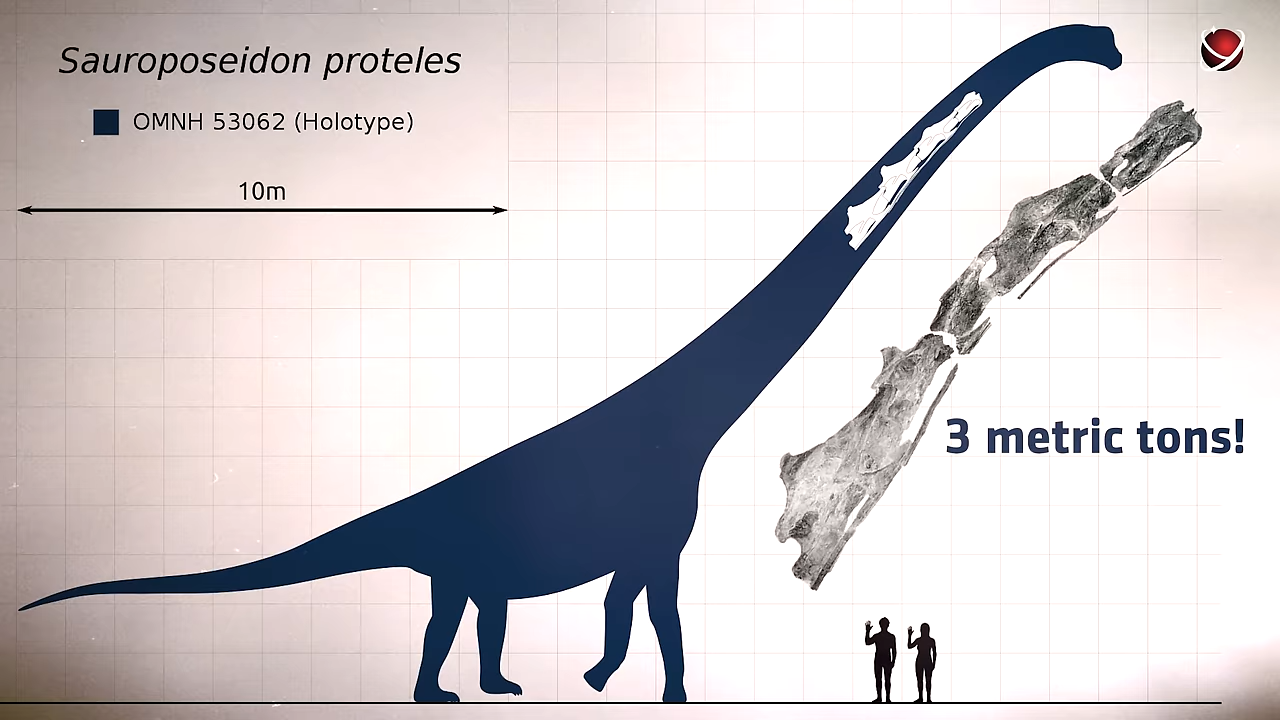 Sauroposeidon proteles
OMNH 53062 (Holotype)
10m
3 metric tons!